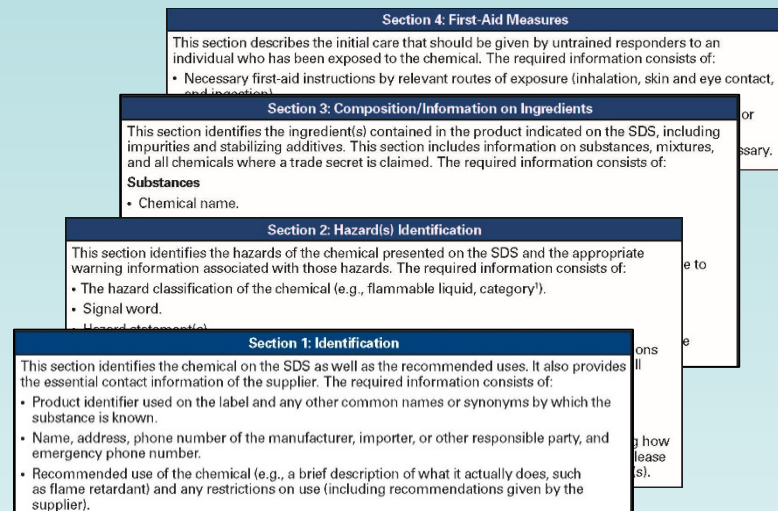 Section 4: First-Aid Measures
This section describes the initial care that should be given by untrained responders to an
individual who has been exposed to the chemical. The required information consists of:
• Necessary first-aid instructions by relevant routes of exposure (inhalation, skin and eye contact,
or
ssary.
Section 3: Composition/Information on Ingredients
This section identifies the ingredient(s) contained in the product indicated on the SDS, including
impurities and stabilizing additives. This section includes information on substances, mixtures,
and all chemicals where a trade secret is claimed. The required information consists of:
Substances
• Chemical name.
e to
e
Section 2: Hazard(s) Identification
This section identifies the hazards of the chemical presented on the SDS and the appropriate
warning information associated with those hazards. The required information consists of:
• The hazard classification of the chemical (e.g., flammable liquid, category¹).
• Signal word.
ons
ll
g how
lease
(s).
Section 1: Identification
This section identifies the chemical on the SDS as well as the recommended uses. It also provides
the essential contact information of the supplier. The required information consists of:
• Product identifier used on the label and any other common names or synonyms by which the
substance is known.
• Name, address, phone number of the manufacturer, importer, or other responsible party, and
emergency phone number.
• Recommended use of the chemical (e.g., a brief description of what it actually does, such
as flame retardant) and any restrictions on use (including recommendations given by the
supplier).